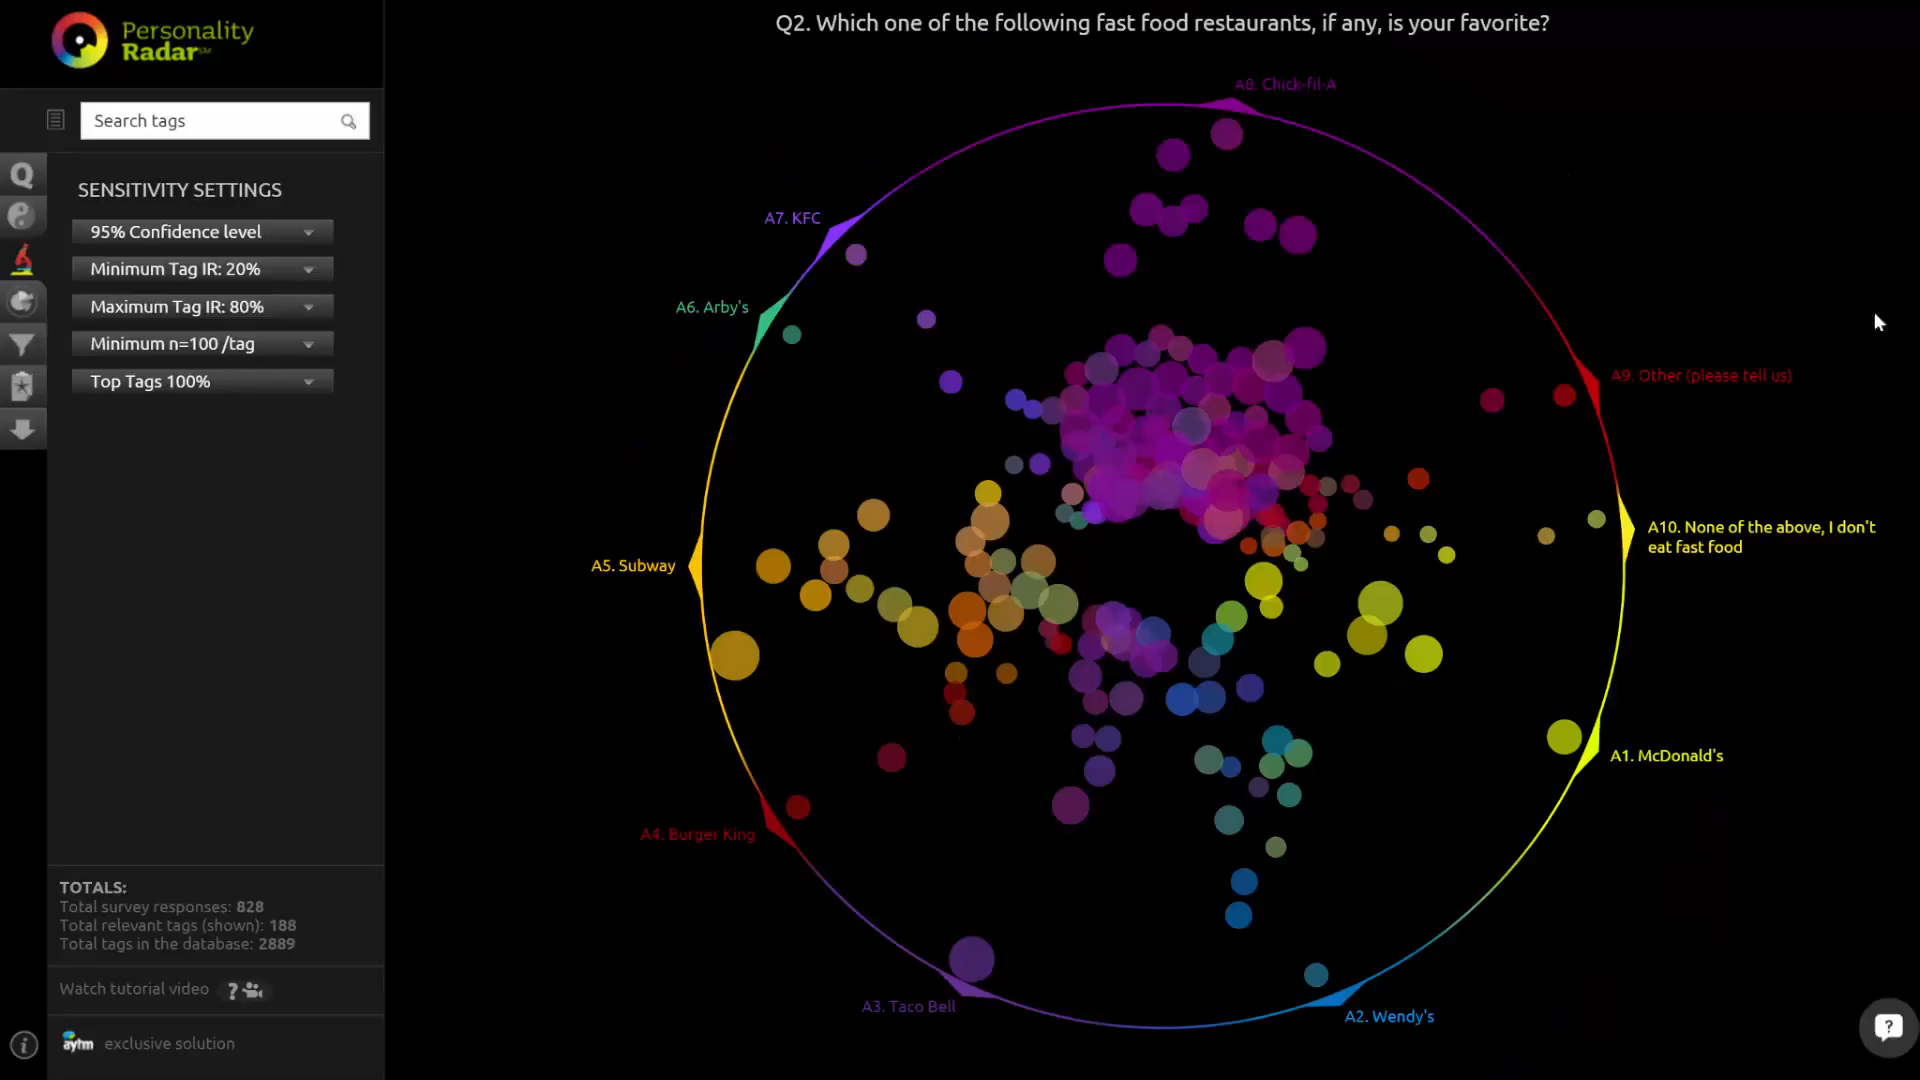 Personality
Radar℠
Q2. Which one of the following fast food restaurants, if any, is your favorite?
Search tags
Q
SENSITIVITY SETTINGS
95% Confidence level
Minimum Tag IR: 20%
Maximum Tag IR: 80%
Minimum n=100 /tag
Top Tags 100%
A8. Chick-fil-A
A7. KFC
A6. Arby's
A9. Other (please tell us)
A10. None of the above, I don't
eat fast food
A5. Subway
A1. McDonald's
A4. Burger King
A3. Taco Bell
A2. Wendy's
TOTALS:
Total survey responses: 828
Total relevant tags (shown): 188
Total tags in the database: 2889
Watch tutorial video ?
i
aytm exclusive solution
?